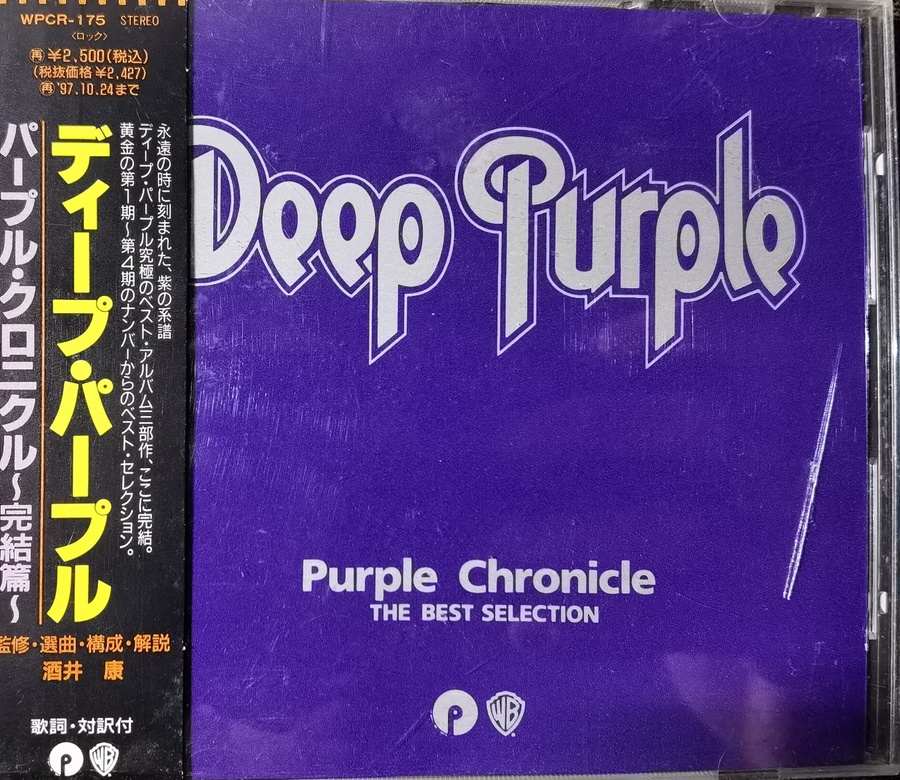 WPCR-175 STEREO
〈ロック〉
再 ¥2,500(税込)
(税抜価格¥2,427)
再 '97.10.24まで
永遠の時に刻まれた、紫の系譜
ディープ・パープル究極のベスト・アルバム三部作、ここに完結。
黄金の第1期〜第4期のナンバーからのベスト・セレクション。
ディープ・パープル
パープル・クロニクル〜完結篇〜
監修・選曲・構成・解説
酒井 康
歌詞・対訳付
P WB
Deep Purple
Purple Chronicle
THE BEST SELECTION
P WB